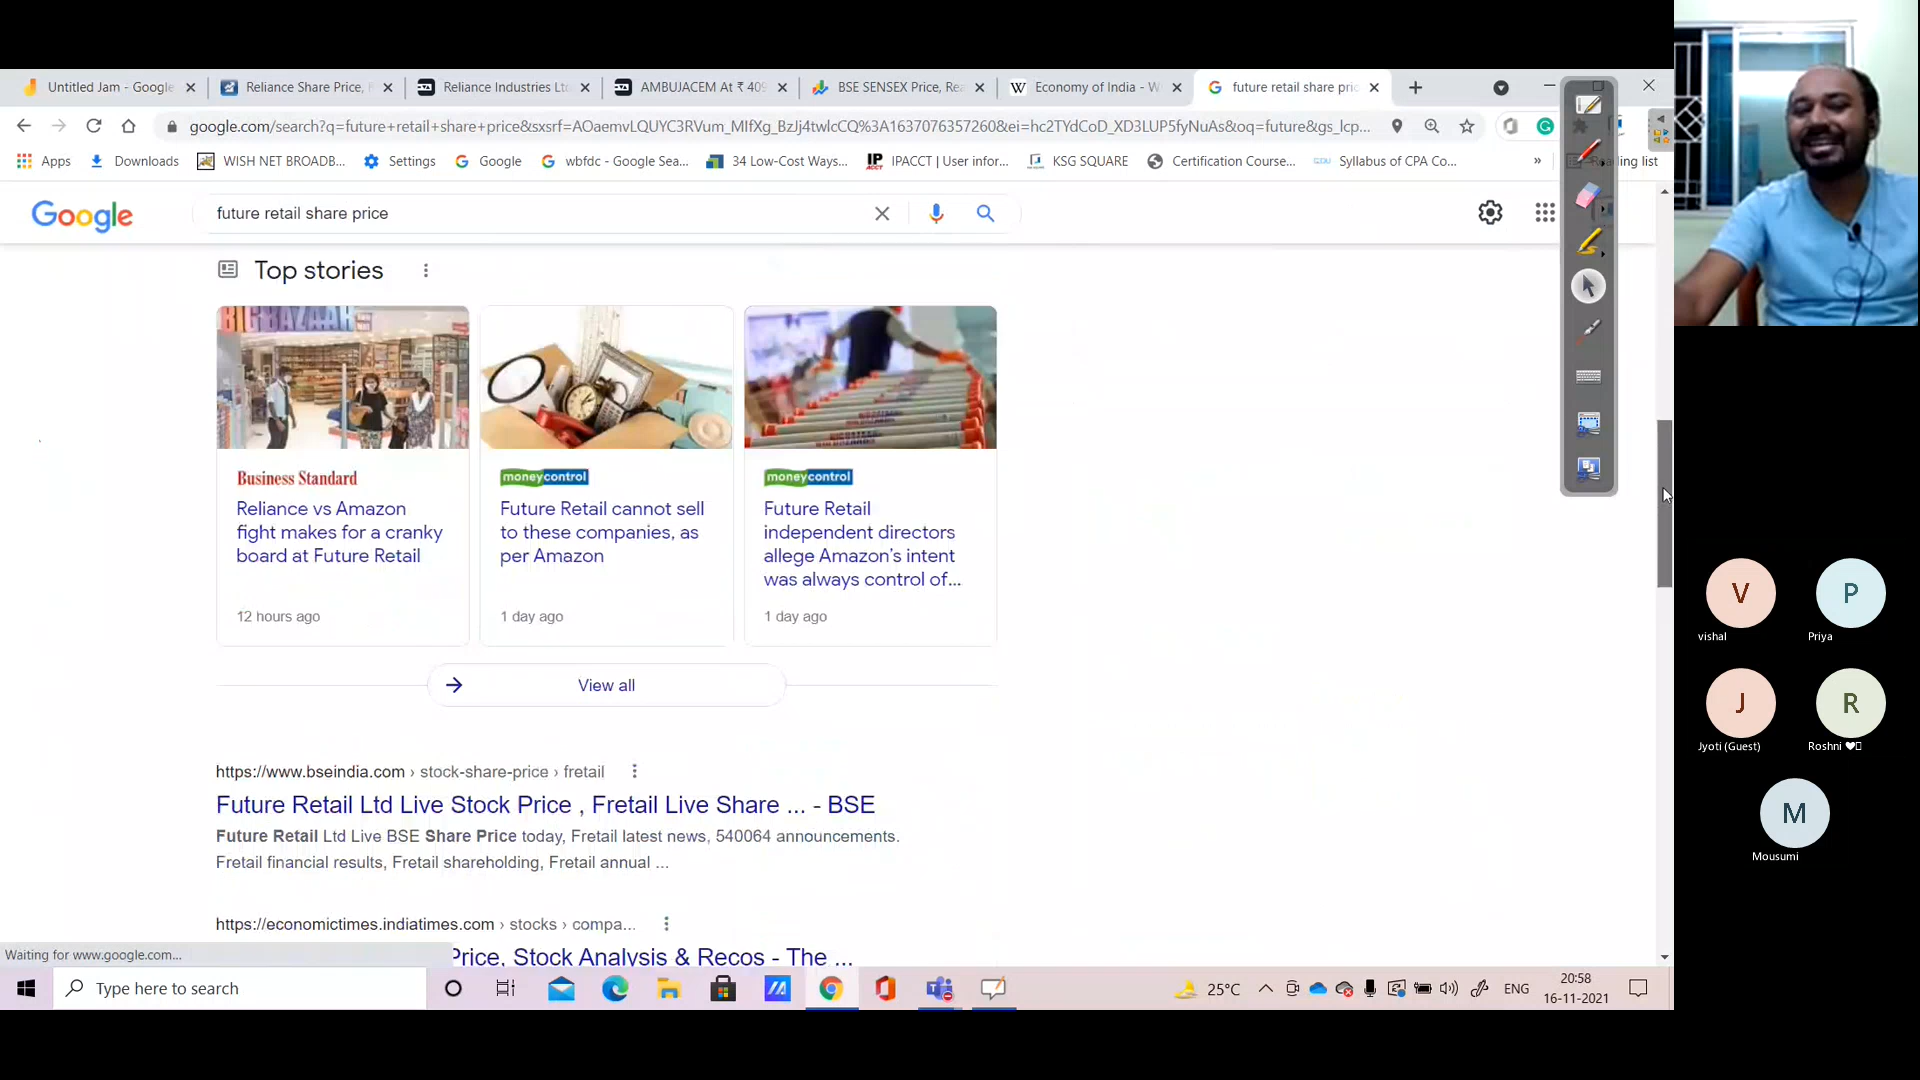 Untitled Jam - Google
Reliance Share Price,
Reliance Industries Lt
AMBUJACEM At ₹ 409
BSE SENSEX Price, Re
Economy of India - W
future retail share pri
google.com/search?q=future+retail+share+price&sxsrf=AOaemvLQUYC3RVum_MIfXg_BzJj4twlcCQ%3A1637076357260&ei=hc2TYdCoD_XD3LUP5fyNuAs&oq=future&gs_lcp...
Apps
Downloads
WISH NET BROADB...
Settings
Google
wbfdc - Google Sea...
34 Low-Cost Ways...
IPACCT | User infor...
KSG SQUARE
Certification Course...
Syllabus of CPA Co...
»
Reading list
Google
future retail share price
Top stories
BIG BAZAAR
BIG BAZAAR
Business Standard
moneycontrol
moneycontrol
Reliance vs Amazon
fight makes for a cranky
board at Future Retail
Future Retail cannot sell
to these companies, as
per Amazon
Future Retail
independent directors
allege Amazon's intent
was always control of...
12 hours ago
1 day ago
1 day ago
View all
https://www.bseindia.com › stock-share-price › fretail
Future Retail Ltd Live Stock Price , Fretail Live Share ... - BSE
Future Retail Ltd Live BSE Share Price today, Fretail latest news, 540064 announcements.
Fretail financial results, Fretail shareholding, Fretail annual ...
https://economictimes.indiatimes.com › stocks › compa...
Price, Stock Analysis & Recos - The ...
Waiting for www.google.com...
Type here to search
25°C
ENG
20:58
16-11-2021
V
vishal
P
Priya
J
Jyoti (Guest)
R
Roshni ❤
M
Mousumi